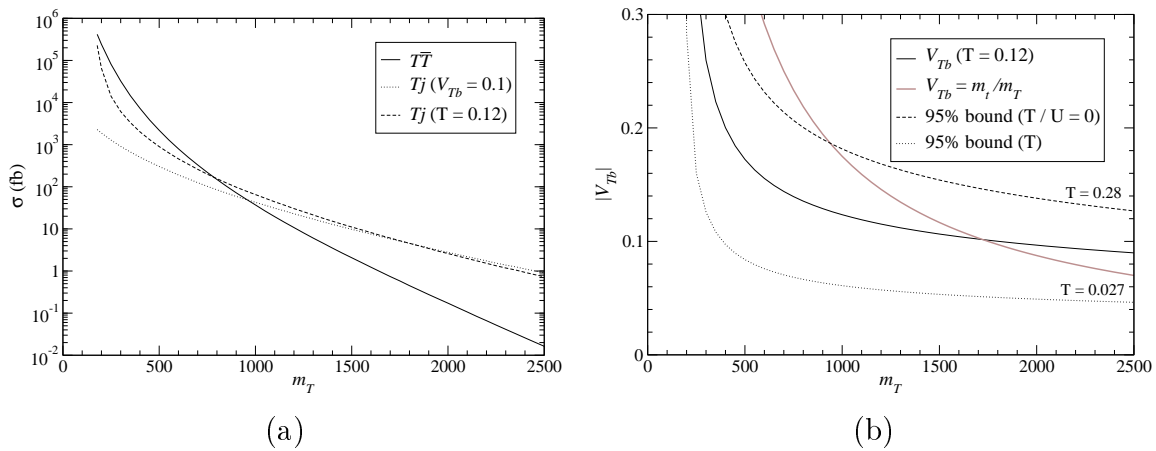 10^6
10^5
10^4
10^3
10^2
10
1
10^-1
10^-2
σ (fb)
0 500 1000 1500 2000 2500
m_T
TT̅
Tj (V_Tb = 0.1)
Tj (T = 0.12)
(a)
0.3
0.2
0.1
0
|V_Tb|
0 500 1000 1500 2000 2500
m_T
V_Tb (T = 0.12)
V_Tb = m_t /m_T
95% bound (T / U = 0)
95% bound (T)
T = 0.28
T = 0.027
(b)